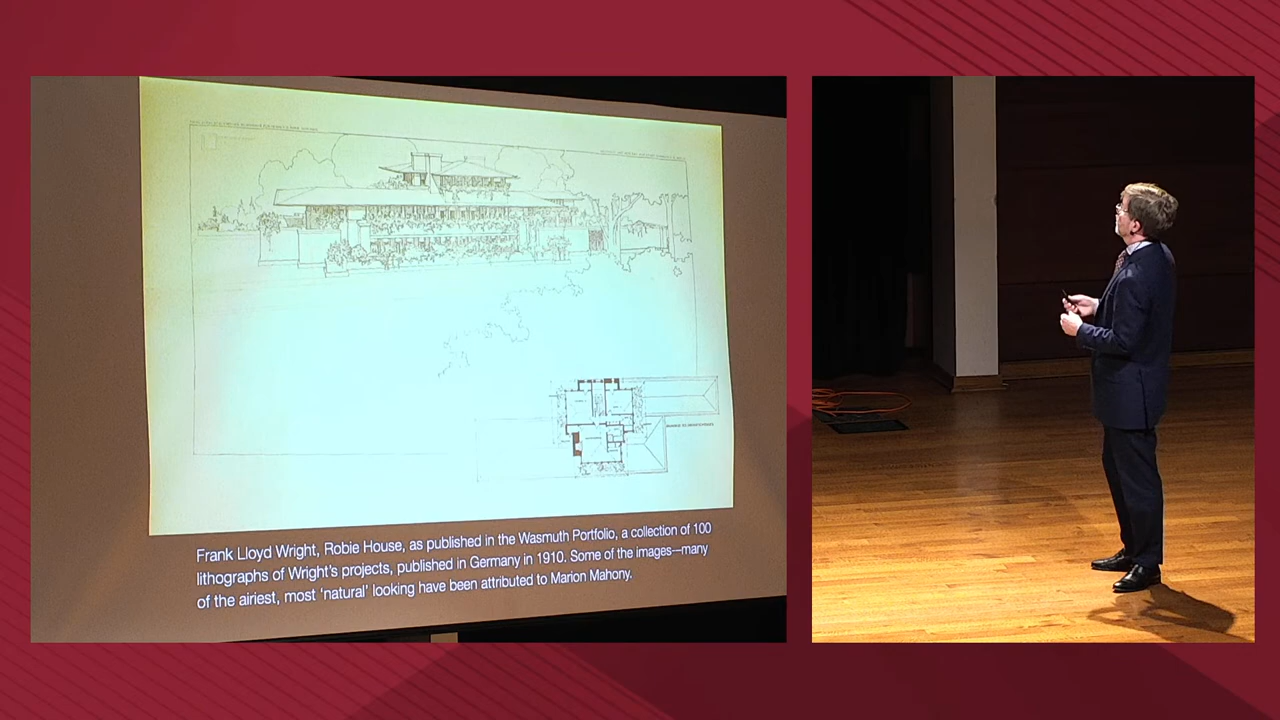 Frank Lloyd Wright, Robie House, as published in the Wasmuth Portfolio, a collection of 100
lithographs of Wright's projects, published in Germany in 1910. Some of the images—many
of the airiest, most 'natural' looking have been attributed to Marion Mahony.